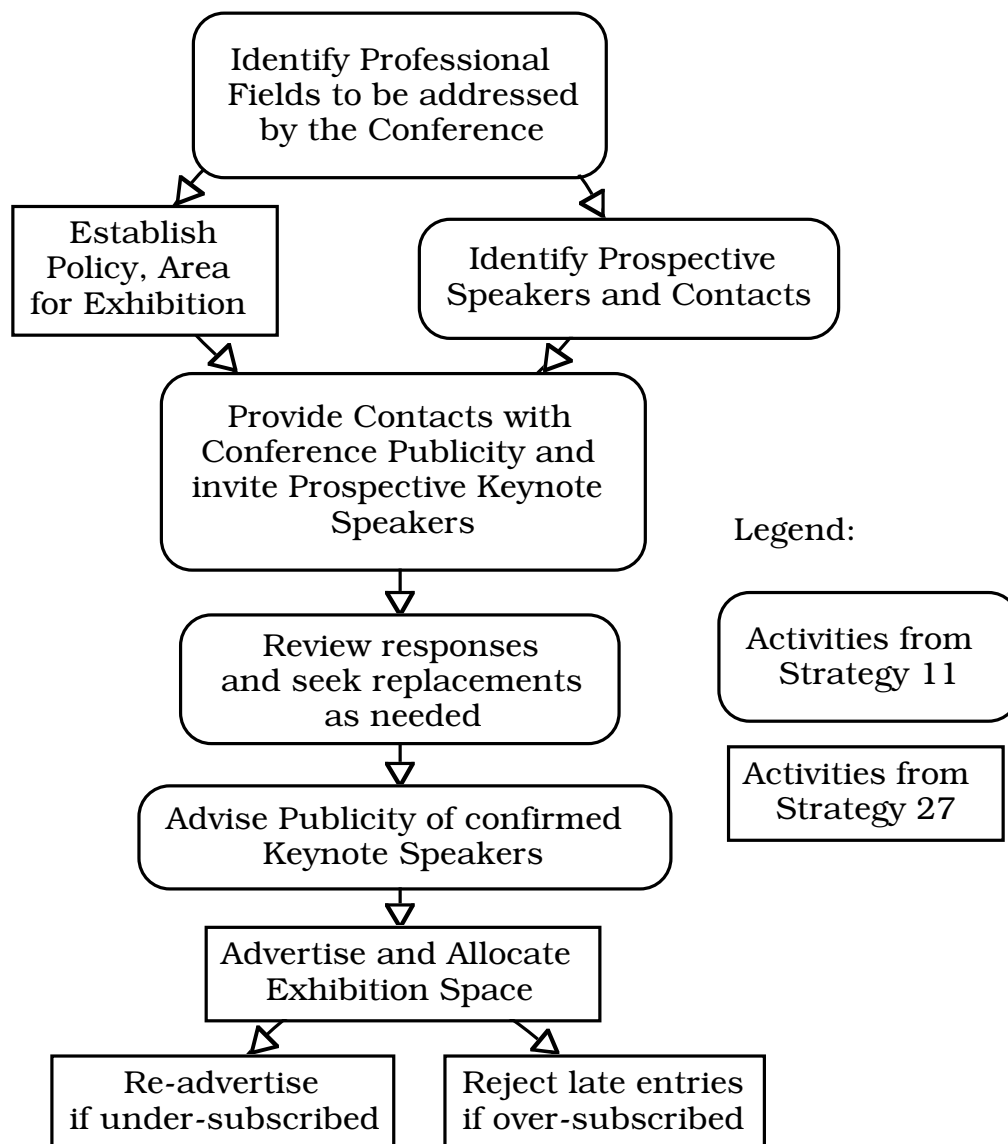 Identify Professional
Fields to be addressed
by the Conference
Establish
Policy, Area
for Exhibition
Identify Prospective
Speakers and Contacts
Provide Contacts with
Conference Publicity and
invite Prospective Keynote
Speakers
Legend:
Review responses
and seek replacements
as needed
Activities from
Strategy 11
Activities from
Strategy 27
Advise Publicity of confirmed
Keynote Speakers
Advertise and Allocate
Exhibition Space
Re-advertise
if under-subscribed
Reject late entries
if over-subscribed